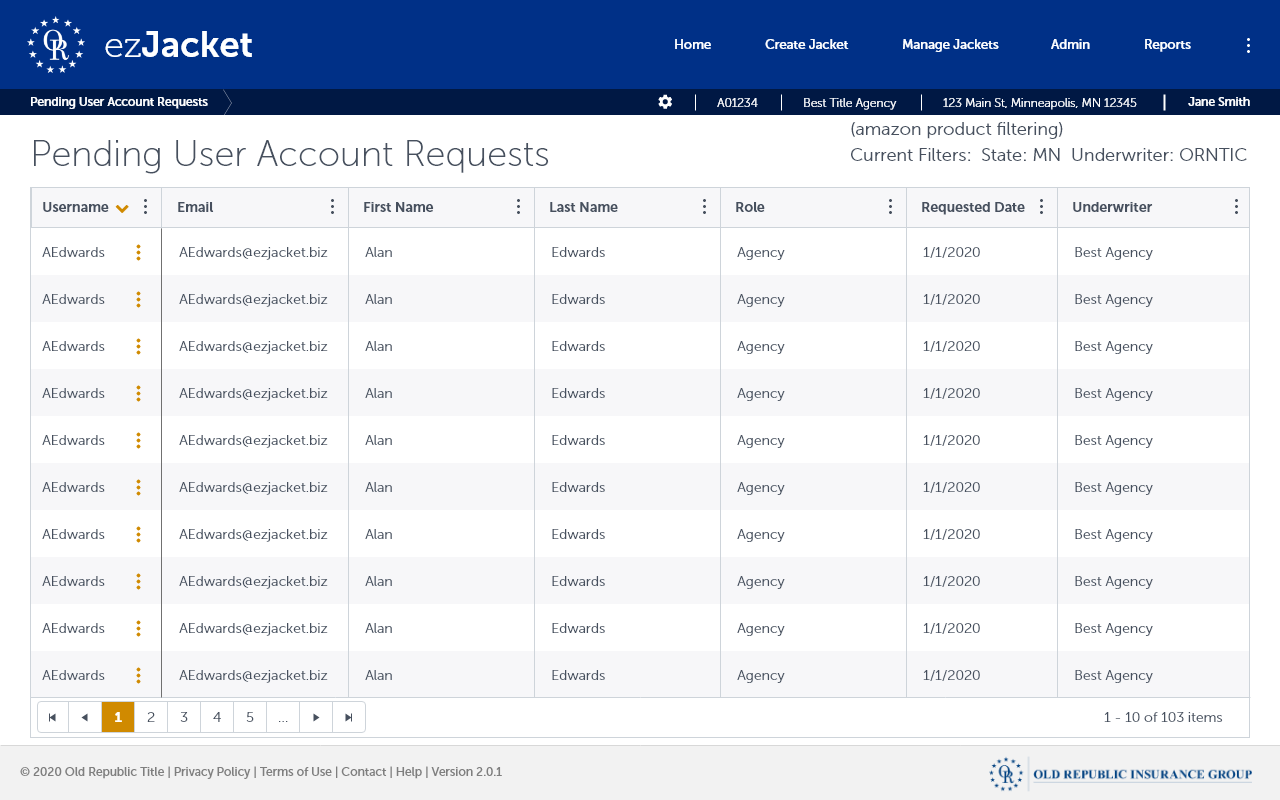 OR ezJacket Home Create Jacket Manage Jackets Admin Reports
Pending User Account Requests A01234 Best Title Agency 123 Main St, Minneapolis, MN 12345 Jane Smith
(amazon product filtering)
Pending User Account Requests Current Filters: State: MN Underwriter: ORNTIC
Username Email First Name Last Name Role Requested Date Underwriter
AEdwards AEdwards@ezjacket.biz Alan Edwards Agency 1/1/2020 Best Agency
AEdwards AEdwards@ezjacket.biz Alan Edwards Agency 1/1/2020 Best Agency
AEdwards AEdwards@ezjacket.biz Alan Edwards Agency 1/1/2020 Best Agency
AEdwards AEdwards@ezjacket.biz Alan Edwards Agency 1/1/2020 Best Agency
AEdwards AEdwards@ezjacket.biz Alan Edwards Agency 1/1/2020 Best Agency
AEdwards AEdwards@ezjacket.biz Alan Edwards Agency 1/1/2020 Best Agency
AEdwards AEdwards@ezjacket.biz Alan Edwards Agency 1/1/2020 Best Agency
AEdwards AEdwards@ezjacket.biz Alan Edwards Agency 1/1/2020 Best Agency
AEdwards AEdwards@ezjacket.biz Alan Edwards Agency 1/1/2020 Best Agency
AEdwards AEdwards@ezjacket.biz Alan Edwards Agency 1/1/2020 Best Agency
1 2 3 4 5 ... 1 - 10 of 103 items
© 2020 Old Republic Title | Privacy Policy | Terms of Use | Contact | Help | Version 2.0.1 OR OLD REPUBLIC INSURANCE GROUP